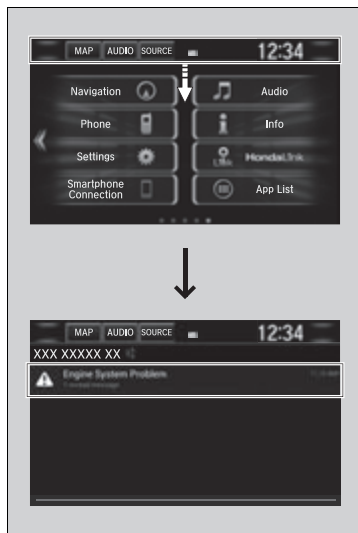 MAP AUDIO SOURCE 12:34
Navigation Audio
Phone Info
Settings HondaLink
Smartphone App List
Connection
MAP AUDIO SOURCE 12:34
XXX XXXXX XX
Engine System Problem